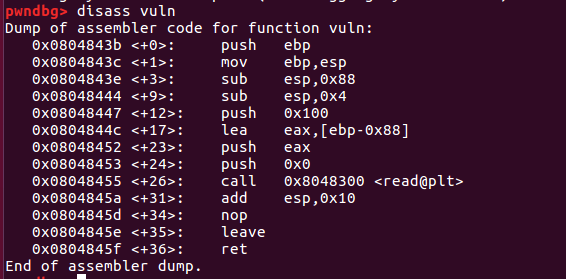 pwndbg> disass vuln
Dump of assembler code for function vuln:
   0x0804843b <+0>:     push   ebp
   0x0804843c <+1>:     mov    ebp,esp
   0x0804843e <+3>:     sub    esp,0x88
   0x08048444 <+9>:     sub    esp,0x4
   0x08048447 <+12>:    push   0x100
   0x0804844c <+17>:    lea    eax,[ebp-0x88]
   0x08048452 <+23>:    push   eax
   0x08048453 <+24>:    push   0x0
   0x08048455 <+26>:    call   0x8048300 <read@plt>
   0x0804845a <+31>:    add    esp,0x10
   0x0804845d <+34>:    nop
   0x0804845e <+35>:    leave
   0x0804845f <+36>:    ret
End of assembler dump.